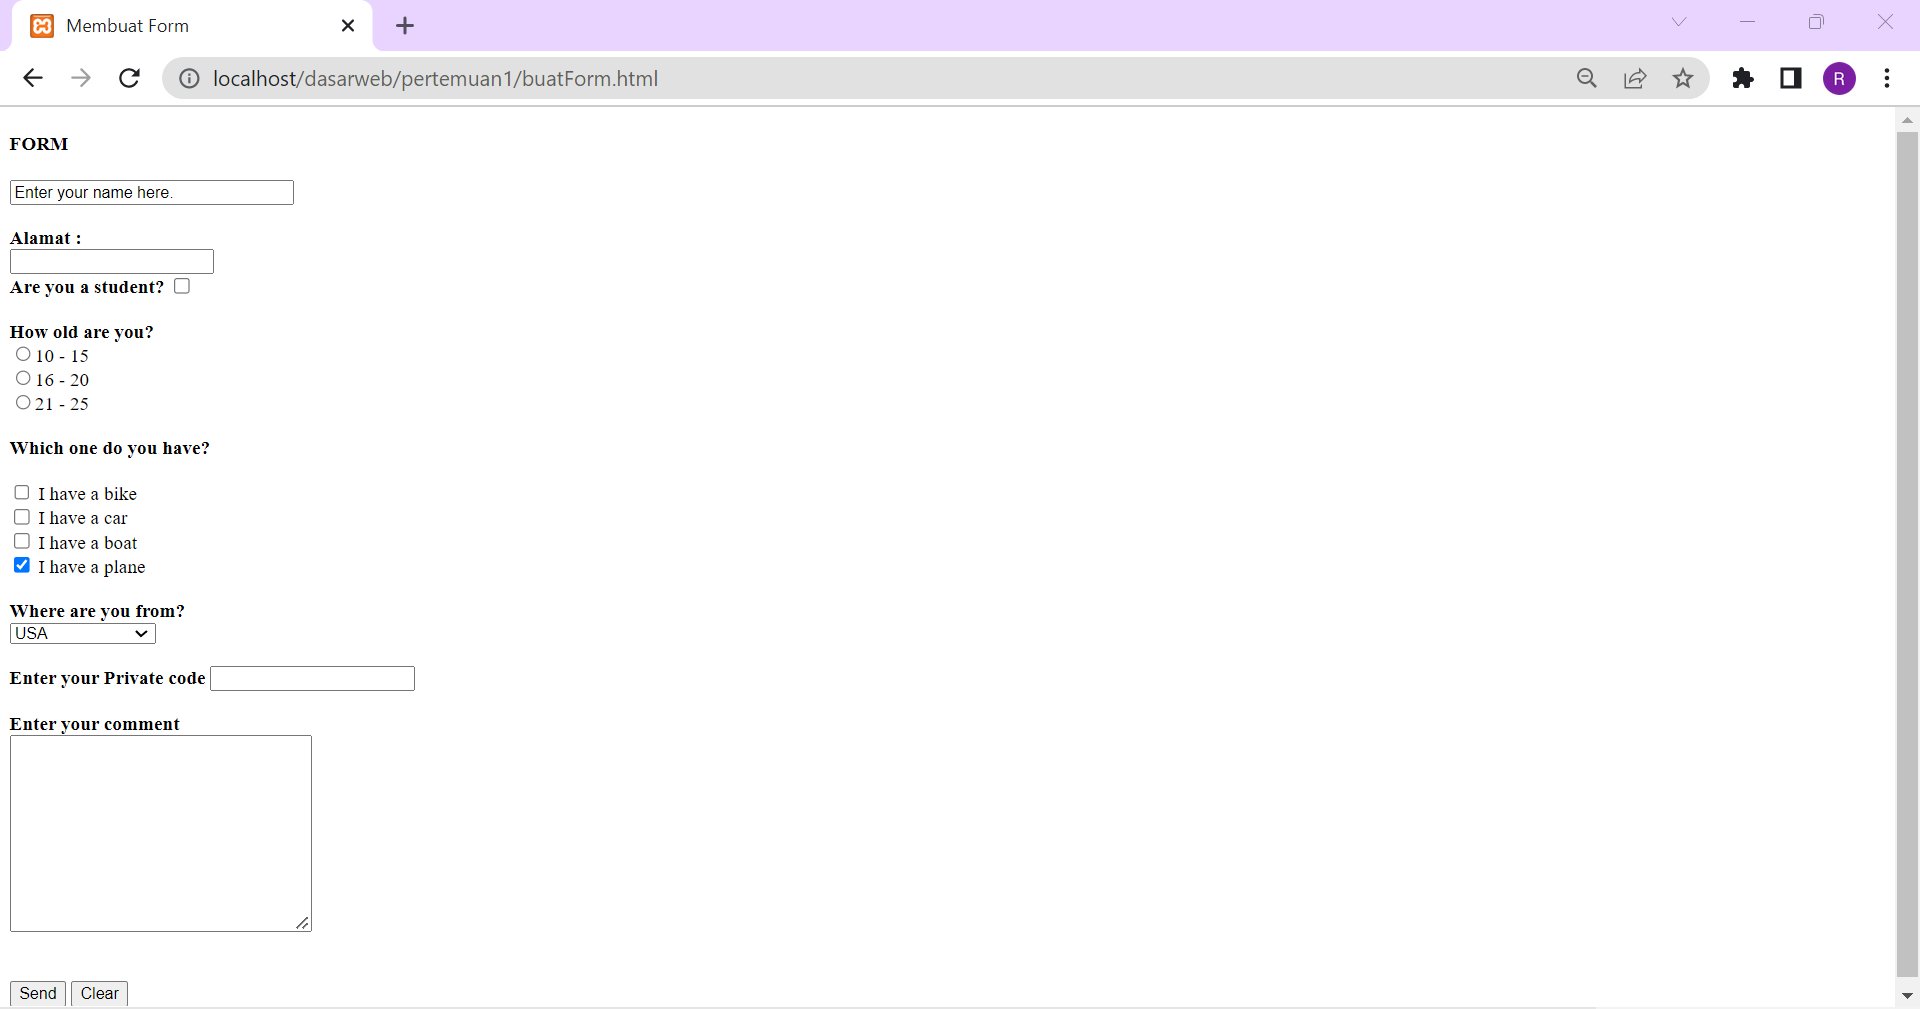 Membuat Form
localhost/dasarweb/pertemuan1/buatForm.html
R
FORM
Enter your name here.
Alamat :
Are you a student?
How old are you?
10 - 15
16 - 20
21 - 25
Which one do you have?
I have a bike
I have a car
I have a boat
I have a plane
Where are you from?
USA
Enter your Private code
Enter your comment
Send Clear